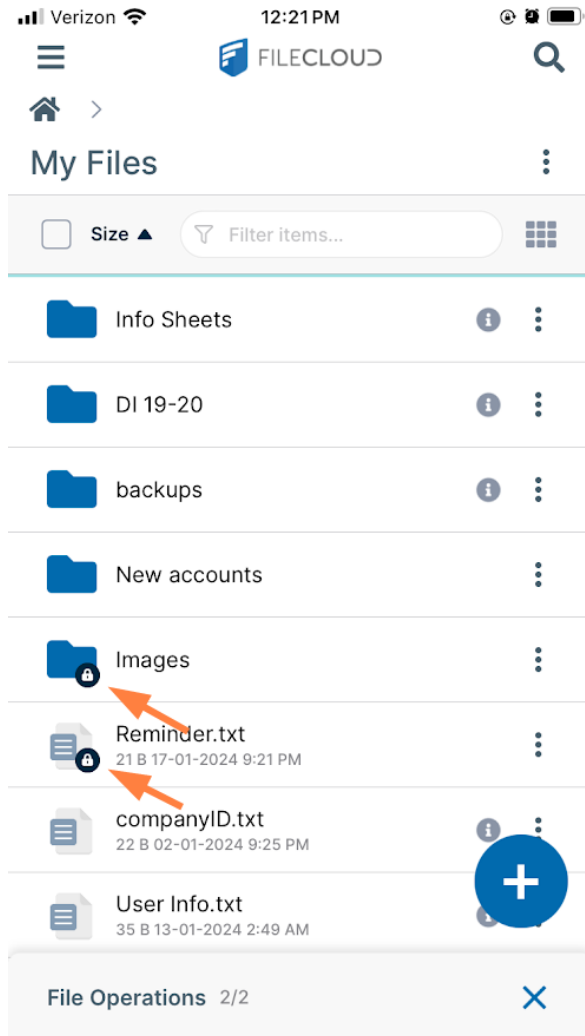 Verizon 12:21 PM
FILECLOUD
My Files
Size Filter items...
Info Sheets
DI 19-20
backups
New accounts
Images
Reminder.txt
21 B 17-01-2024 9:21 PM
companyID.txt
22 B 02-01-2024 9:25 PM
User Info.txt
35 B 13-01-2024 2:49 AM
File Operations 2/2